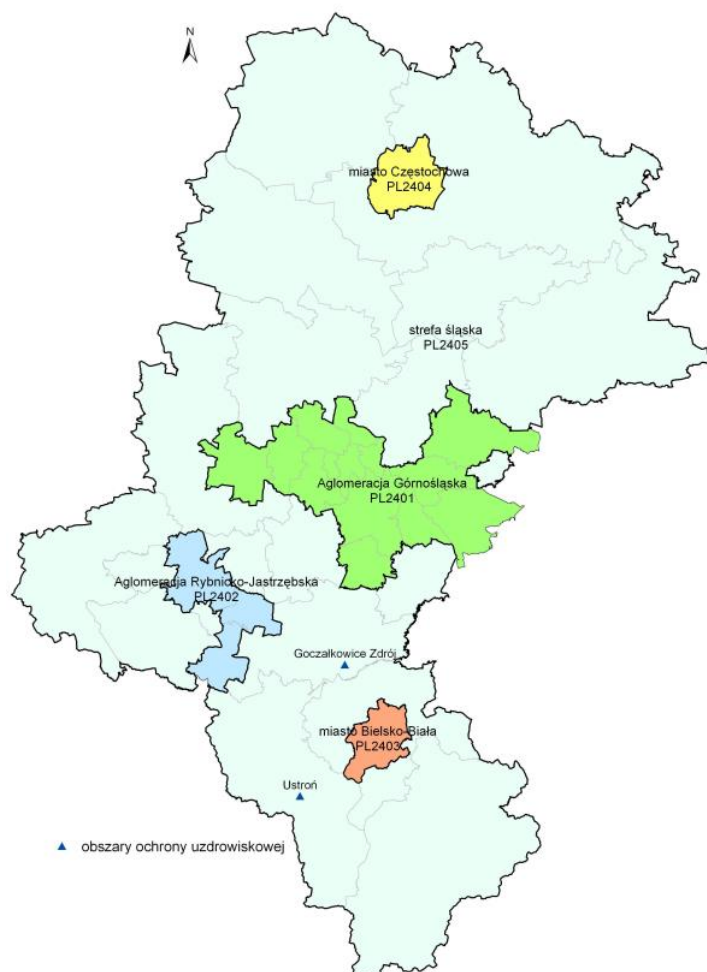 N
miasto Częstochowa
PL2404
strefa śląska
PL2405
Aglomeracja Górnośląska
PL2401
Aglomeracja Rybnicko-Jastrzębska
PL2402
Goczałkowice Zdrój
miasto Bielsko-Biała
PL2403
Ustroń
obszary ochrony uzdrowiskowej